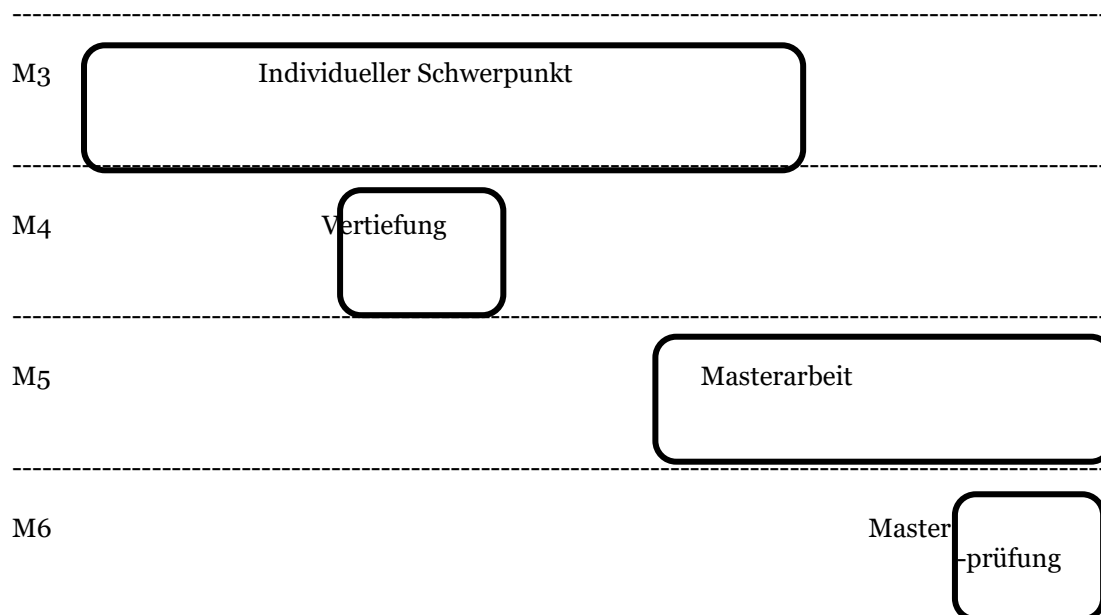 M3 Individueller Schwerpunkt
M4 Vertiefung
M5 Masterarbeit
M6 Master
-prüfung